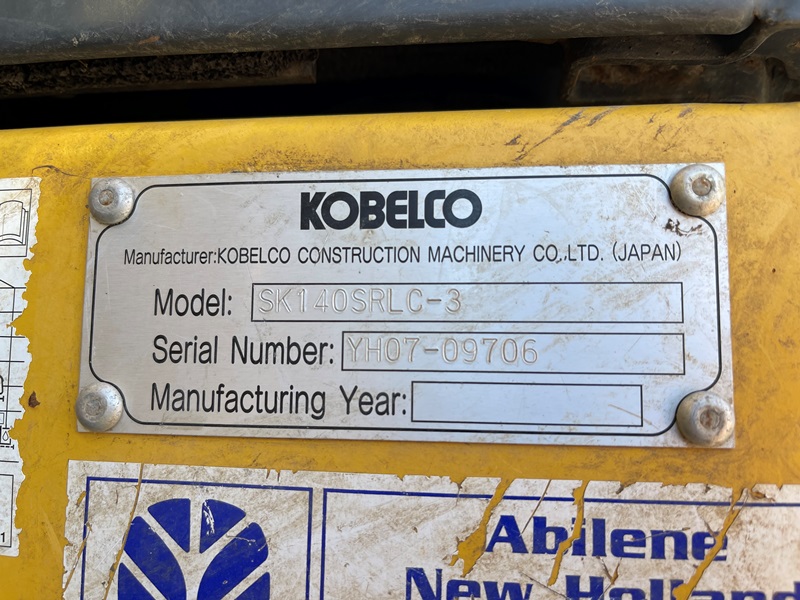 KOBELCO
Manufacturer:KOBELCO CONSTRUCTION MACHINERY CO.,LTD. (JAPAN)
Model: SK140SRLC-3
Serial Number: YH07-09706
Manufacturing Year:
1
Abilene
New Holland